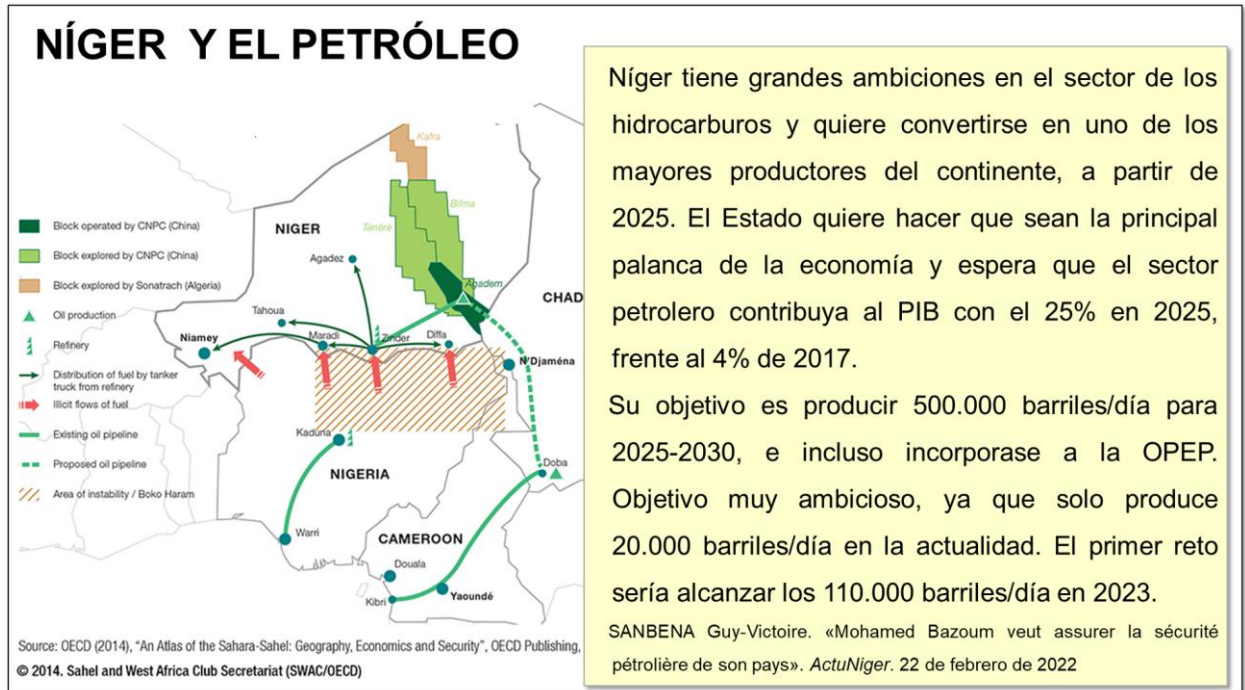 NÍGER Y EL PETRÓLEO
Kafra
Bilma
Ténéré
NIGER
Agadez
Agadem
CHAD
Tahoua
Niamey
Maradi
Zinder
Diffa
N'Djaména
Kaduna
NIGERIA
Doba
Warri
CAMEROON
Douala
Kibri
Yaoundé
Block operated by CNPC (China)
Block explored by CNPC (China)
Block explored by Sonatrach (Algeria)
Oil production
Refinery
Distribution of fuel by tanker
truck from refinery
Illicit flows of fuel
Existing oil pipeline
Proposed oil pipeline
Area of instability / Boko Haram
Source: OECD (2014), “An Atlas of the Sahara-Sahel: Geography, Economics and Security”, OECD Publishing,
© 2014. Sahel and West Africa Club Secretariat (SWAC/OECD)
Níger tiene grandes ambiciones en el sector de los
hidrocarburos y quiere convertirse en uno de los
mayores productores del continente, a partir de
2025. El Estado quiere hacer que sean la principal
palanca de la economía y espera que el sector
petrolero contribuya al PIB con el 25% en 2025,
frente al 4% de 2017.
Su objetivo es producir 500.000 barriles/día para
2025-2030, e incluso incorporase a la OPEP.
Objetivo muy ambicioso, ya que solo produce
20.000 barriles/día en la actualidad. El primer reto
sería alcanzar los 110.000 barriles/día en 2023.
SANBENA Guy-Victoire. «Mohamed Bazoum veut assurer la sécurité
pétrolière de son pays». ActuNiger. 22 de febrero de 2022